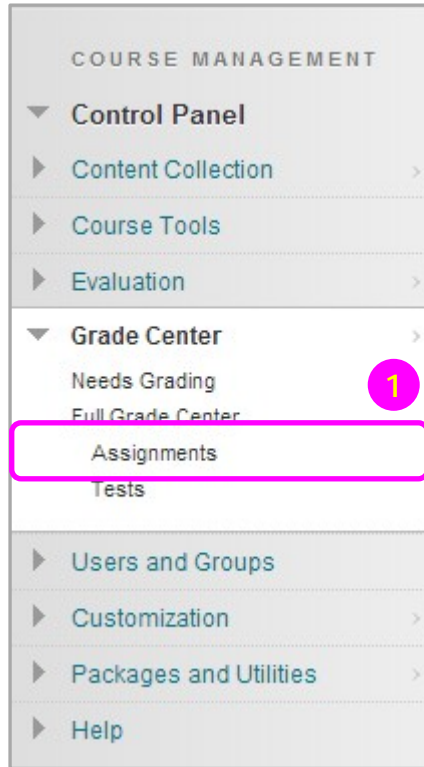 COURSE MANAGEMENT
Control Panel
Content Collection
Course Tools
Evaluation
Grade Center
Needs Grading
1
Full Grade Center
Assignments
Tests
Users and Groups
Customization
Packages and Utilities
Help